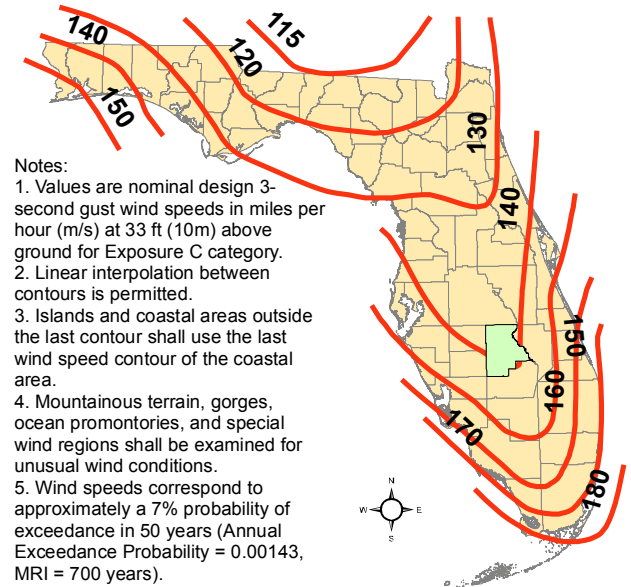 115
140
120
150
130
Notes:
1. Values are nominal design 3-
second gust wind speeds in miles per
hour (m/s) at 33 ft (10m) above
ground for Exposure C category.
2. Linear interpolation between
contours is permitted.
3. Islands and coastal areas outside
the last contour shall use the last
wind speed contour of the coastal
area.
4. Mountainous terrain, gorges,
ocean promontories, and special
wind regions shall be examined for
unusual wind conditions.
5. Wind speeds correspond to
approximately a 7% probability of
exceedance in 50 years (Annual
Exceedance Probability = 0.00143,
MRI = 700 years).
140
150
160
170
180
N
W E
S